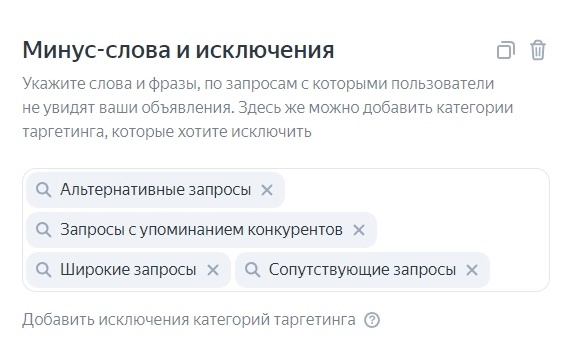 Минус-слова и исключения
Укажите слова и фразы, по запросам с которыми пользователи
не увидят ваши объявления. Здесь же можно добавить категории
таргетинга, которые хотите исключить
Альтернативные запросы
Запросы с упоминанием конкурентов
Широкие запросы Сопутствующие запросы
Добавить исключения категорий таргетинга